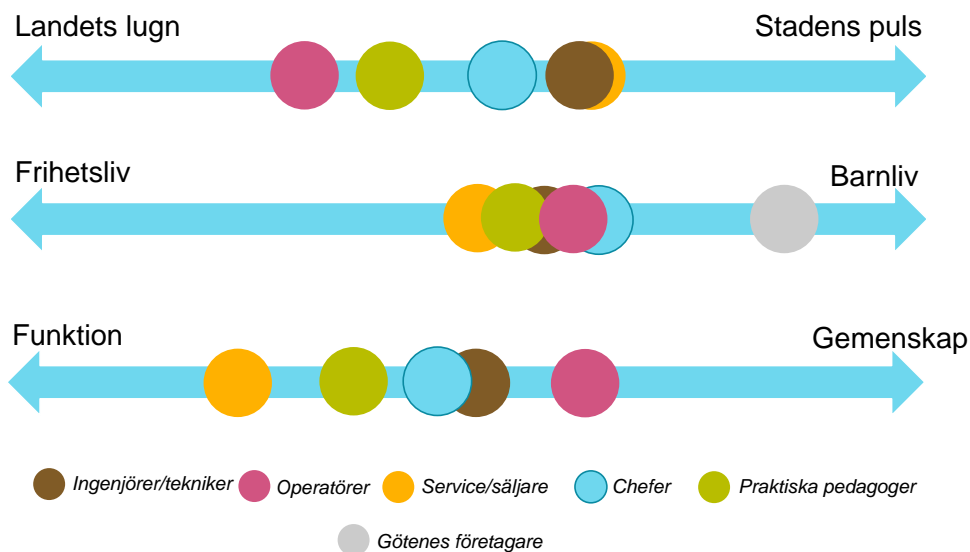 Landets lugn
Stadens puls
Frihetsliv
Barnliv
Funktion
Gemenskap
Ingenjörer/tekniker
Operatörer
Service/säljare
Chefer
Praktiska pedagoger
Götenes företagare